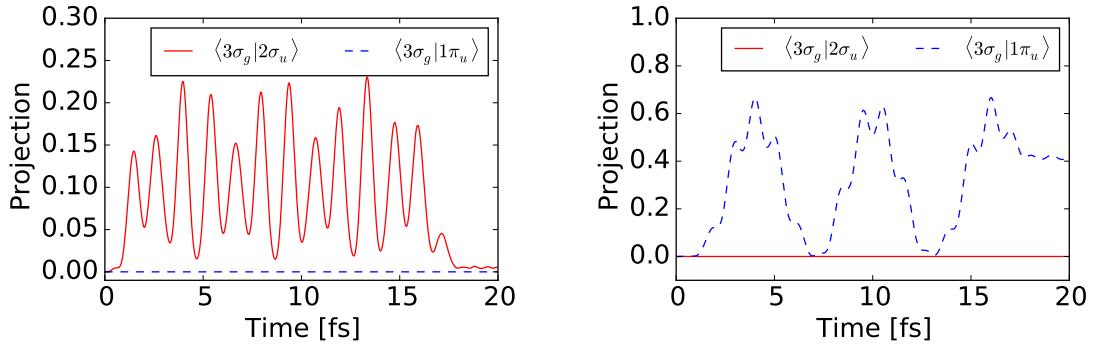 ⟨3σg|2σu⟩ ⟨3σg|1πu⟩
0.30
0.25
0.20
0.15
0.10
0.05
0.00
Projection
0 5 10 15 20
Time [fs]
⟨3σg|2σu⟩ ⟨3σg|1πu⟩
1.0
0.8
0.6
0.4
0.2
0.0
Projection
0 5 10 15 20
Time [fs]